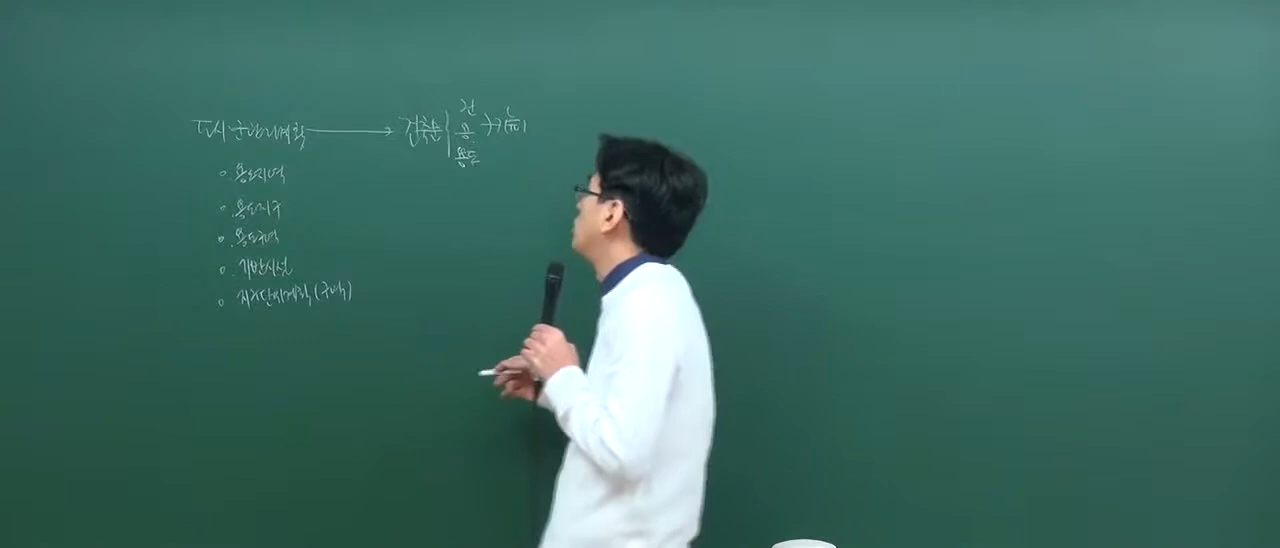 도시·군관리계획 → 건축물 { 건 용 용도 } → 높이
◦ 용도지역
◦ 용도지구
◦ 용도구역
◦ 기반시설
◦ 지구단위계획(구역)